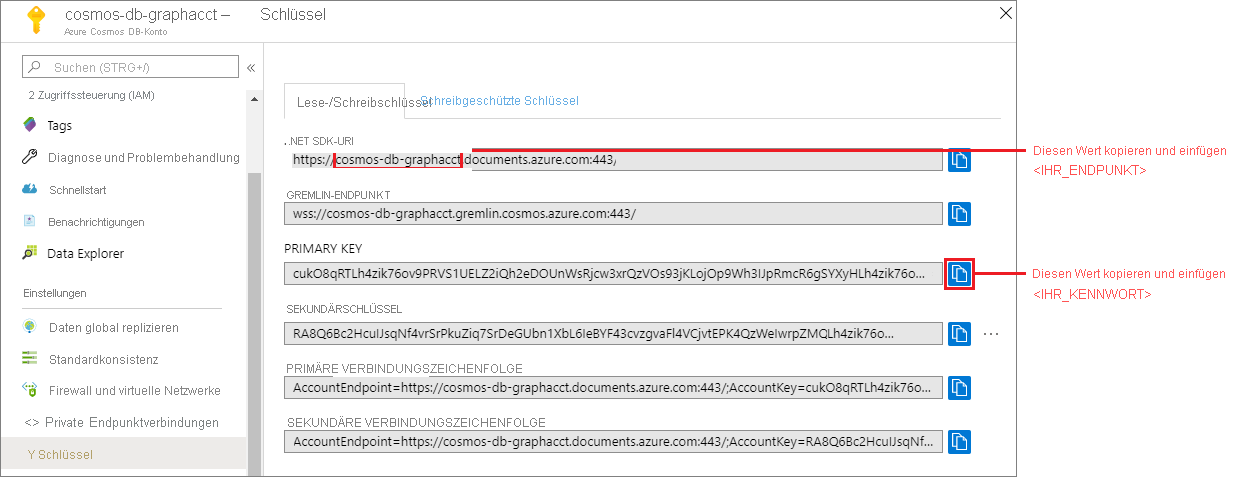 cosmos-db-graphacct – Schlüssel
Azure Cosmos DB-Konto
Suchen (STRG+/)
«
2 Zugriffssteuerung (IAM)
Tags
Diagnose und Problembehandlung
Schnellstart
Benachrichtigungen
Data Explorer
Einstellungen
Daten global replizieren
Standardkonsistenz
Firewall und virtuelle Netzwerke
<> Private Endpunktverbindungen
Y Schlüssel
Lese-/Schreibschlüssel Schreibgeschützte Schlüssel
.NET SDK-URI
https://cosmos-db-graphacct.documents.azure.com:443/
GREMLIN-ENDPUNKT
wss://cosmos-db-graphacct.gremlin.cosmos.azure.com:443/
PRIMARY KEY
cukO8qRTLh4zik76ov9PRVS1UELZ2iQh2eDOUnWsRjcw3xrQzVOs93jKLojOp9Wh3IJpRmcR6gSYXyHLh4zik76o...
SEKUNDÄRSCHLÜSSEL
RA8Q6Bc2HcuIJsqNf4vrSrPkuZiq7SrDeGUbn1XbL6IeBYF43cvzgvaFl4VCjvtEPK4QzWeIwrpZMQLh4zik76o...
...
PRIMÄRE VERBINDUNGSZEICHENFOLGE
AccountEndpoint=https://cosmos-db-graphacct.documents.azure.com:443/;AccountKey=cukO8qRTLh4zik76o...
SEKUNDÄRE VERBINDUNGSZEICHENFOLGE
AccountEndpoint=https://cosmos-db-graphacct.documents.azure.com:443/;AccountKey=RA8Q6Bc2HcuIJsqNf...
Diesen Wert kopieren und einfügen
<IHR_ENDPUNKT>
Diesen Wert kopieren und einfügen
<IHR_KENNWORT>